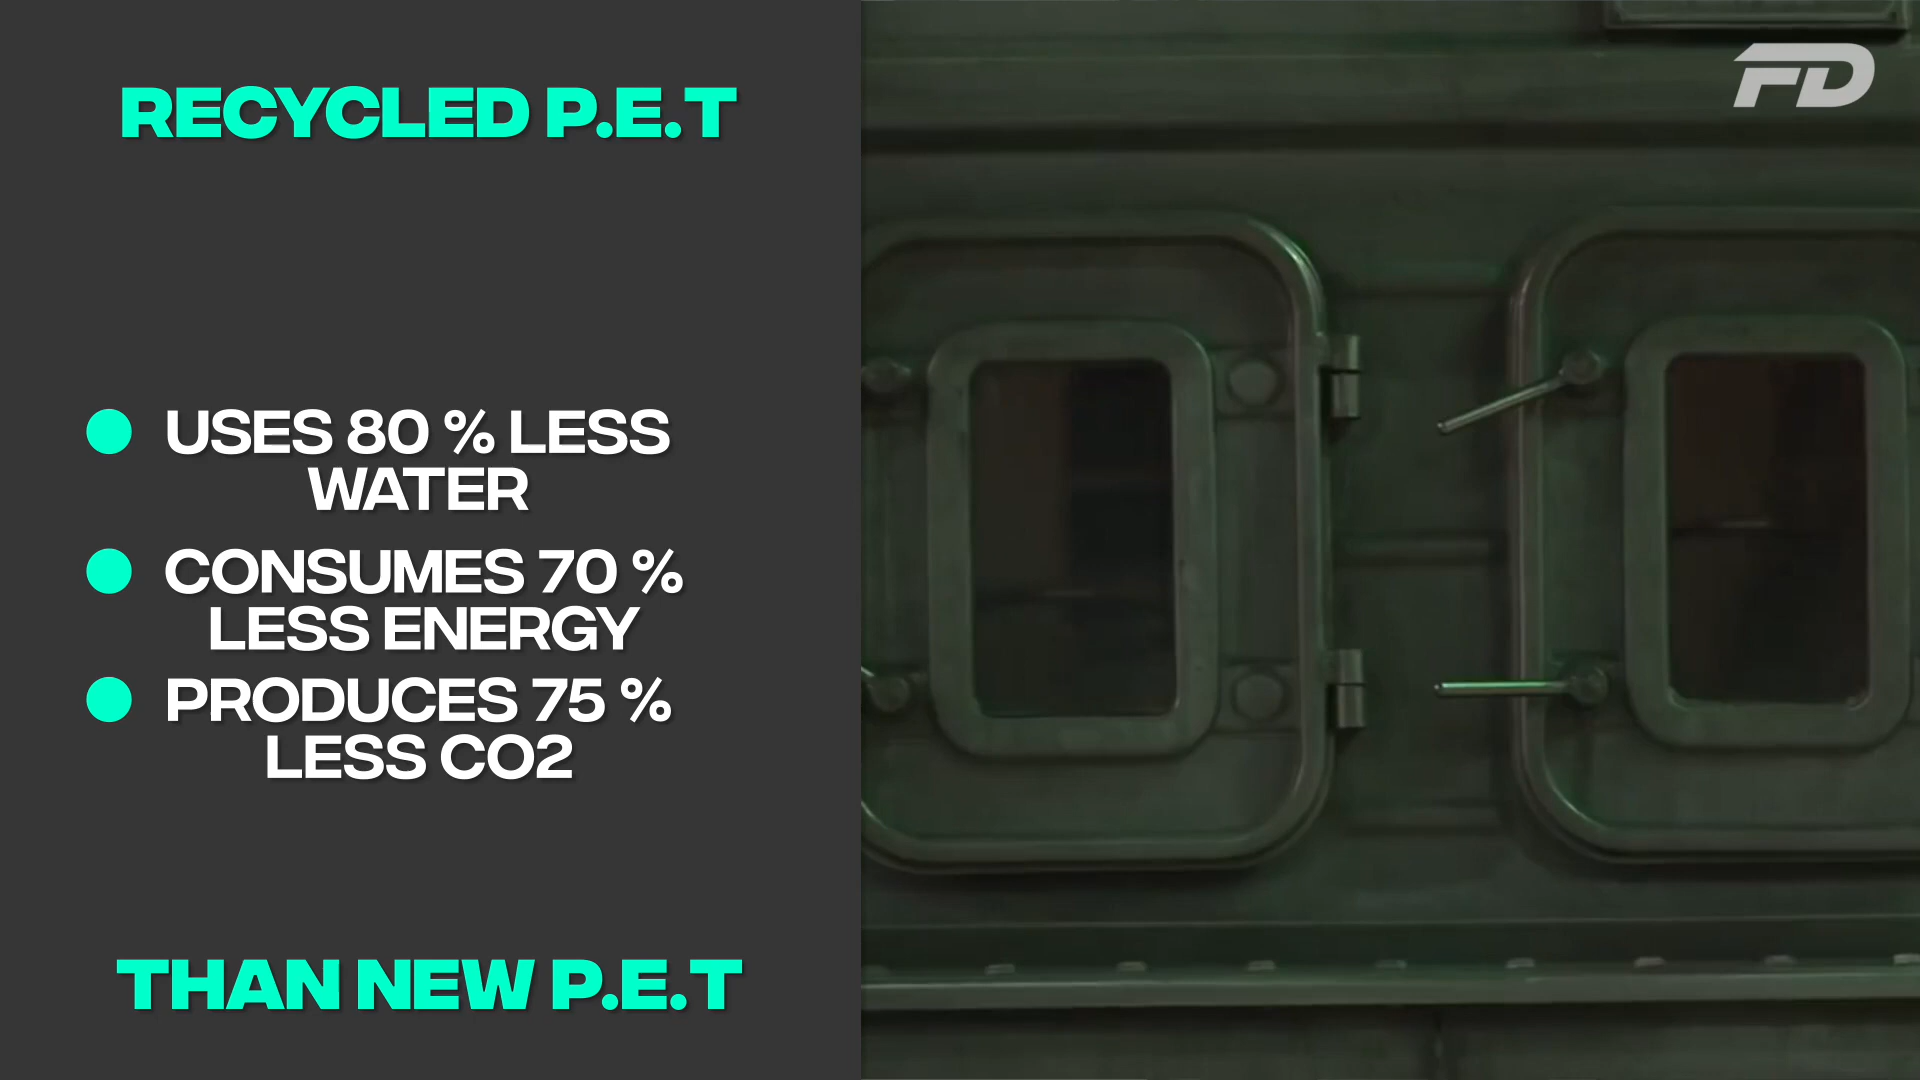 RECYCLED P.E.T
FD
USES 80 % LESS
WATER
CONSUMES 70 %
LESS ENERGY
PRODUCES 75 %
LESS CO2
THAN NEW P.E.T